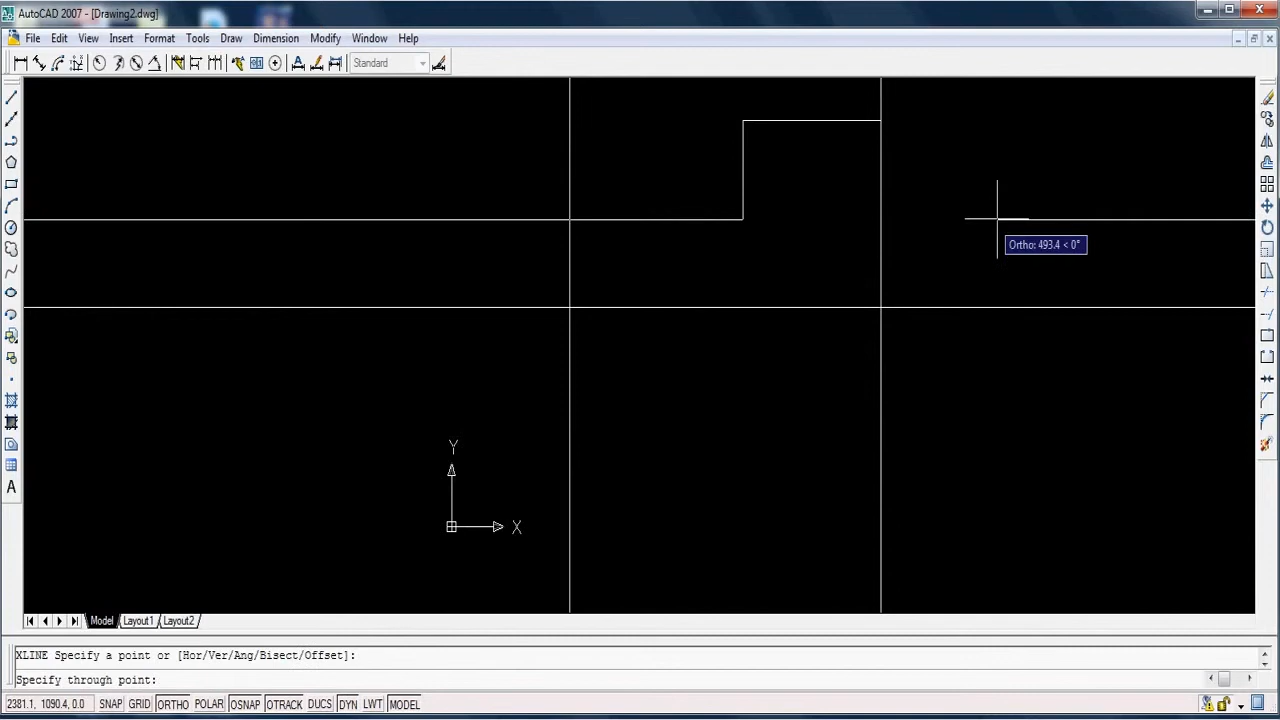 AutoCAD 2007 - [Drawing2.dwg]
File Edit View Insert Format Tools Draw Dimension Modify Window Help
Standard
Ortho: 493.4 < 0°
Y
X
A
Model Layout1 Layout2
XLINE Specify a point or [Hor/Ver/Ang/Bisect/Offset]:
Specify through point:
2381.1, 1090.4, 0.0 SNAP GRID ORTHO POLAR OSNAP OTRACK DUCS DYN LWT MODEL